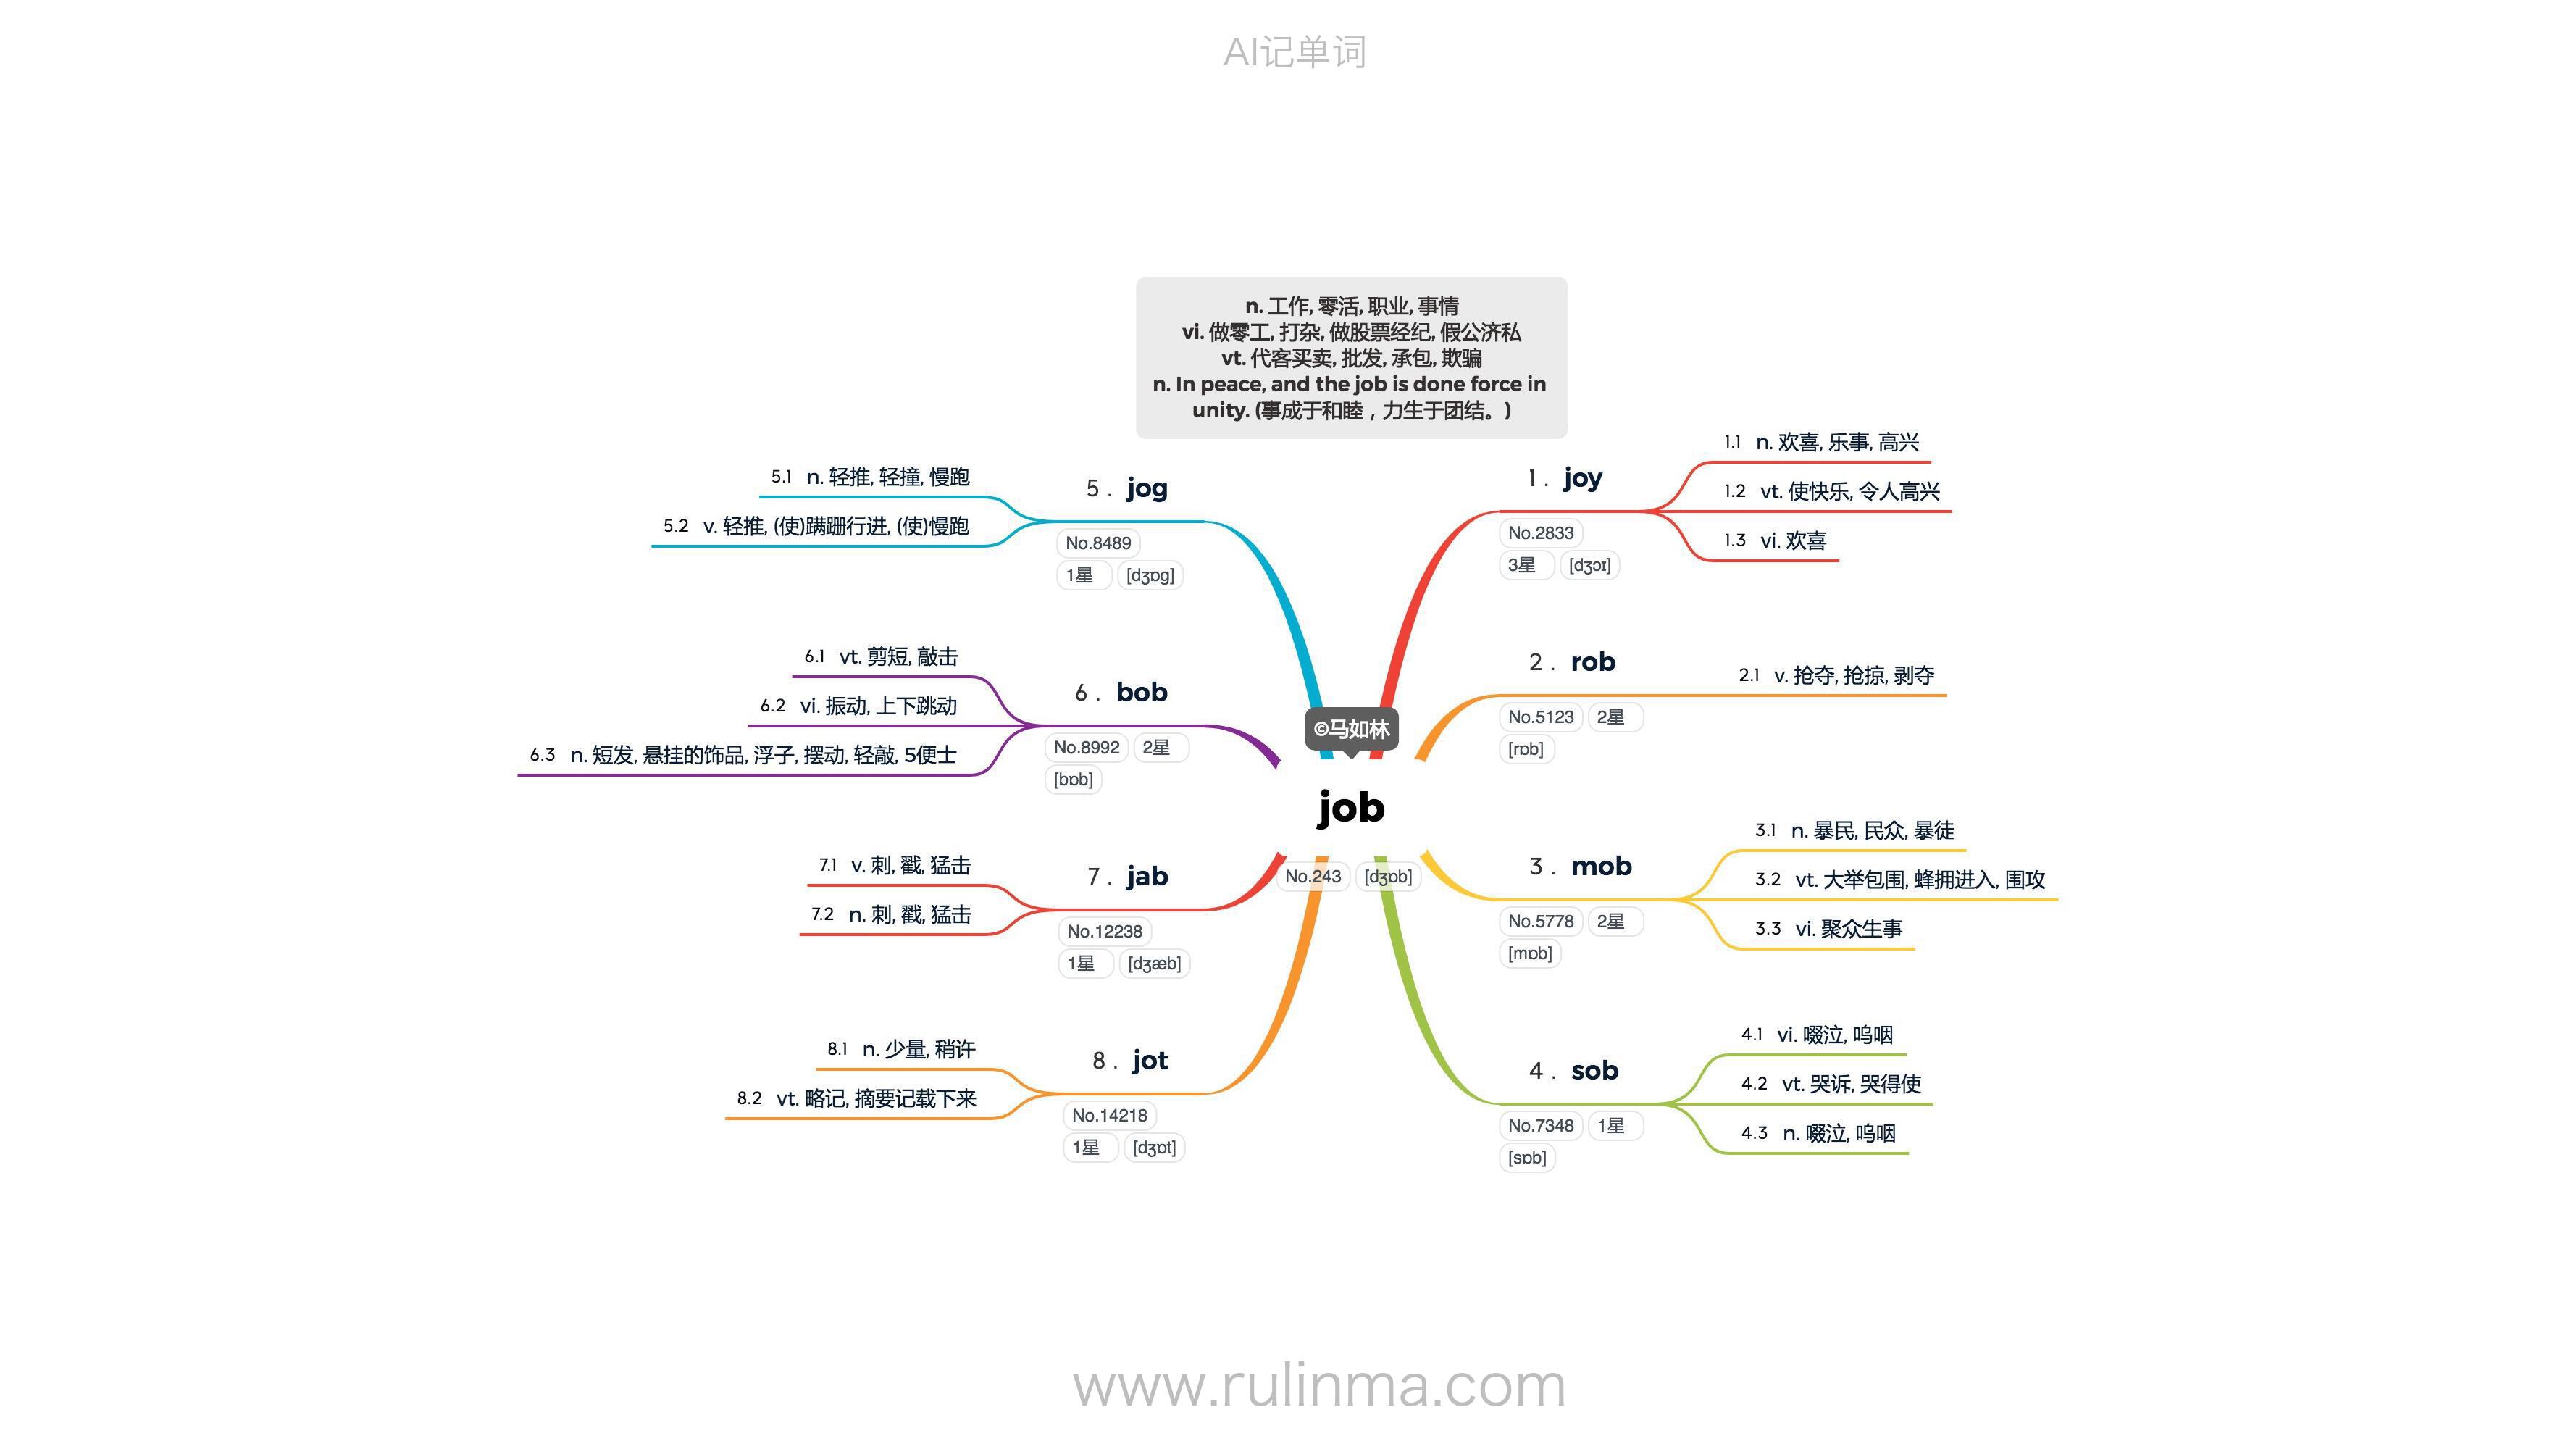 AI记单词
n. 工作, 零活, 职业, 事情
vi. 做零工, 打杂, 做股票经纪, 假公济私
vt. 代客买卖, 批发, 承包, 欺骗
n. In peace, and the job is done force in
unity. (事成于和睦，力生于团结。)
©马如林
job
No.243 [dʒɒb]
1. joy
No.2833
3星 [dʒɔɪ]
1.1 n. 欢喜, 乐事, 高兴
1.2 vt. 使快乐, 令人高兴
1.3 vi. 欢喜
2. rob
No.5123 2星
[rɒb]
2.1 v. 抢夺, 抢掠, 剥夺
3. mob
No.5778 2星
[mɒb]
3.1 n. 暴民, 民众, 暴徒
3.2 vt. 大举包围, 蜂拥进入, 围攻
3.3 vi. 聚众生事
4. sob
No.7348 1星
[sɒb]
4.1 vi. 啜泣, 呜咽
4.2 vt. 哭诉, 哭得使
4.3 n. 啜泣, 呜咽
5. jog
No.8489
1星 [dʒɒg]
5.1 n. 轻推, 轻撞, 慢跑
5.2 v. 轻推, (使)蹒跚行进, (使)慢跑
6. bob
No.8992 2星
[bɒb]
6.1 vt. 剪短, 敲击
6.2 vi. 振动, 上下跳动
6.3 n. 短发, 悬挂的饰品, 浮子, 摆动, 轻敲, 5便士
7. jab
No.12238
1星 [dʒæb]
7.1 v. 刺, 戳, 猛击
7.2 n. 刺, 戳, 猛击
8. jot
No.14218
1星 [dʒɒt]
8.1 n. 少量, 稍许
8.2 vt. 略记, 摘要记载下来
www.rulinma.com